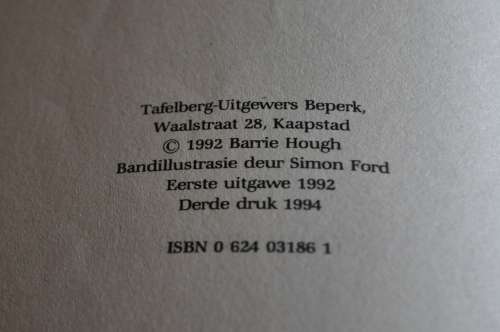 Tafelberg-Uitgewers Beperk,
Waalstraat 28, Kaapstad
© 1992 Barrie Hough
Bandillustrasie deur Simon Ford
Eerste uitgawe 1992
Derde druk 1994
ISBN 0 624 03186 1